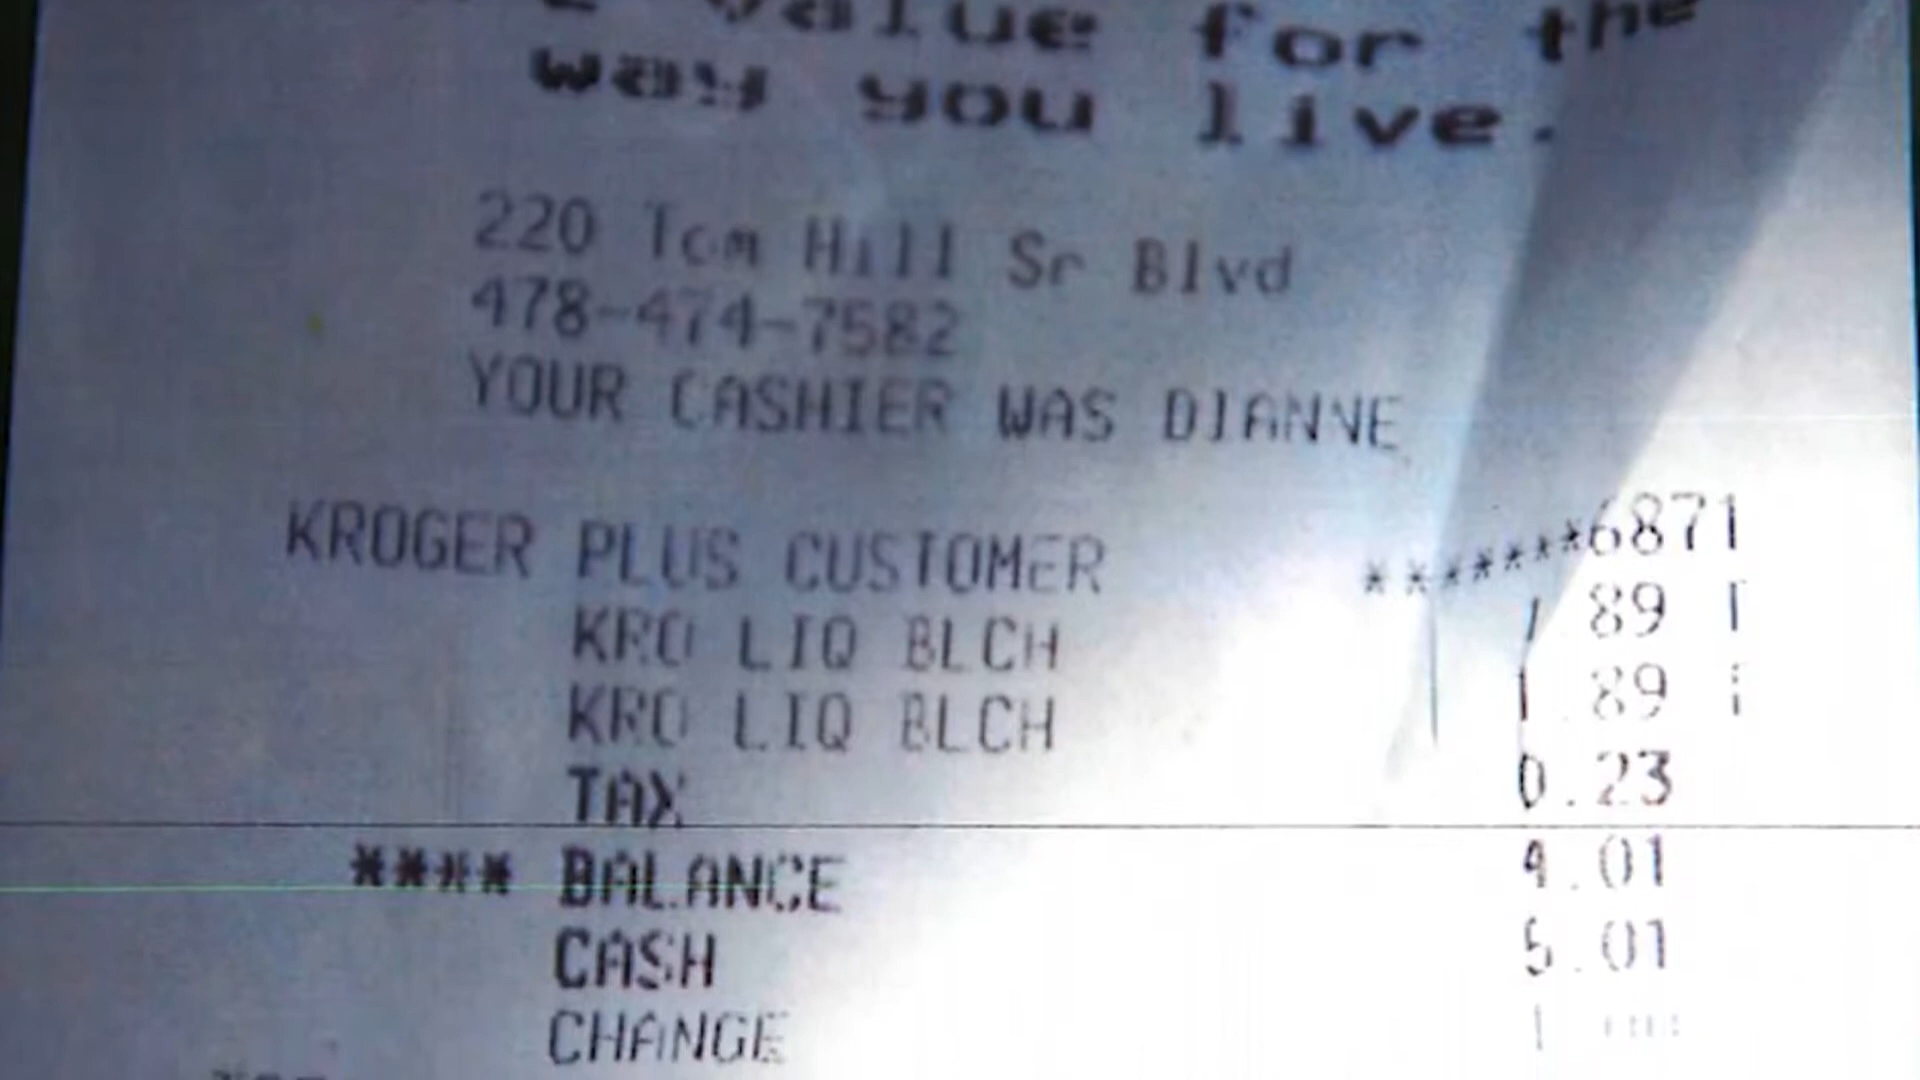 value for the
way you live.
220 Tom Hill Sr Blvd
478-474-7582
YOUR CASHIER WAS DIANNE
KROGER PLUS CUSTOMER *******6871
KRO LIQ BLCH 1.89 T
KRO LIQ BLCH 1.89 T
TAX 0.23
**** BALANCE 4.01
CASH 5.01
CHANGE